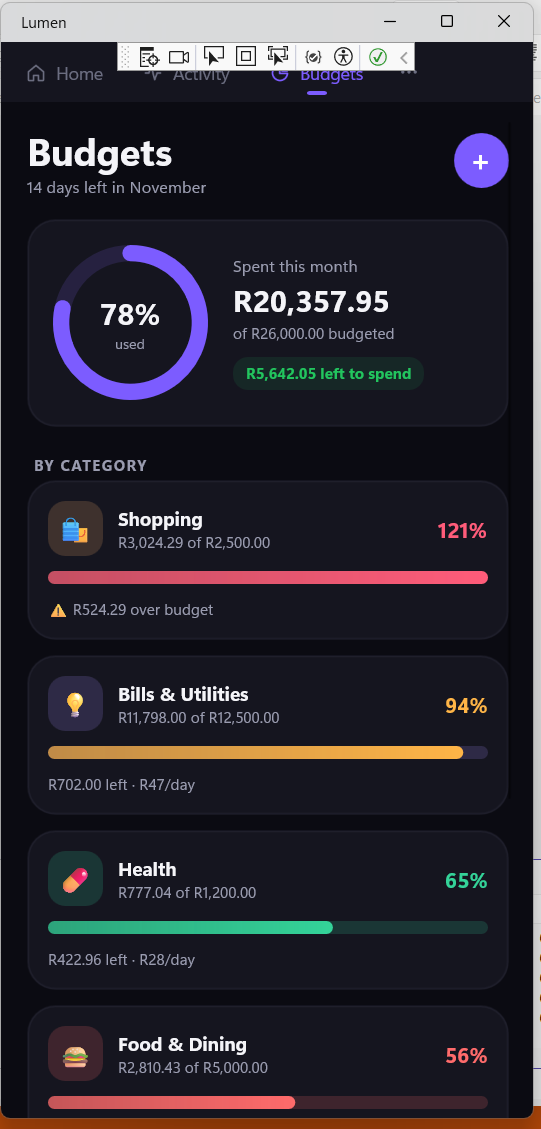 Lumen
Home
Activity
Budgets
Budgets
14 days left in November
+
78%
used
Spent this month
R20,357.95
of R26,000.00 budgeted
R5,642.05 left to spend
BY CATEGORY
Shopping
R3,024.29 of R2,500.00
121%
R524.29 over budget
Bills & Utilities
R11,798.00 of R12,500.00
94%
R702.00 left · R47/day
Health
R777.04 of R1,200.00
65%
R422.96 left · R28/day
Food & Dining
R2,810.43 of R5,000.00
56%